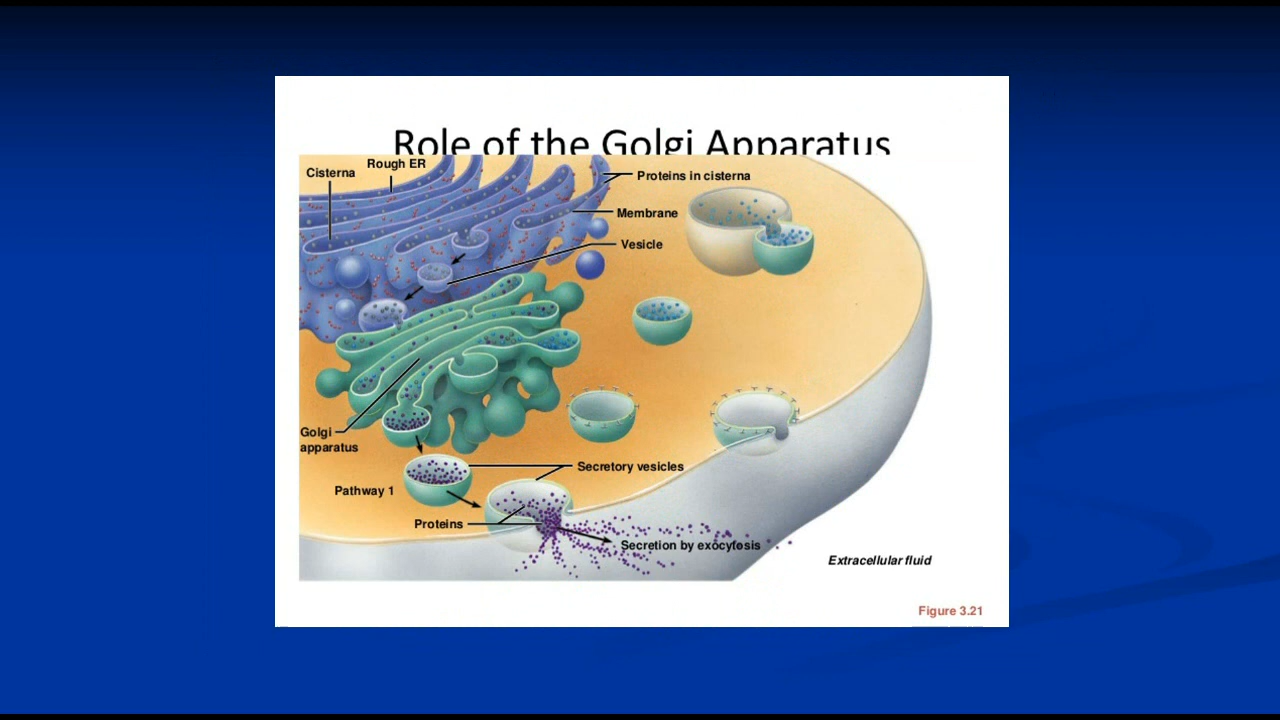 Role of the Golgi Apparatus
Rough ER
Cisterna
Proteins in cisterna
Membrane
Vesicle
Golgi
apparatus
Secretory vesicles
Pathway 1
Proteins
Secretion by exocytosis
Extracellular fluid
Figure 3.21